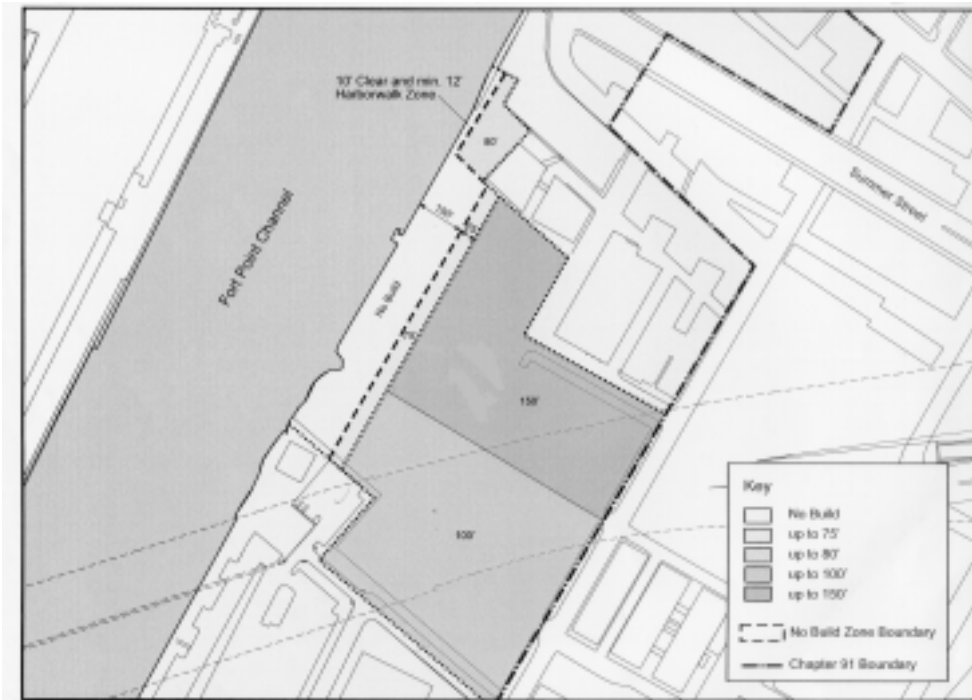 10' Clear and min. 12'
Harborwalk Zone
80'
Summer Street
Fort Point Channel
100'
No Build
150'
100'
Key
No Build
up to 75'
up to 80'
up to 100'
up to 150'
No Build Zone Boundary
Chapter 91 Boundary